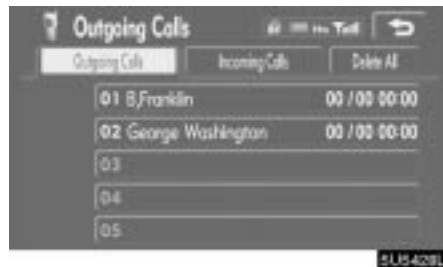 Outgoing Calls
Outgoing Calls Incoming Calls Delete All
01 B,Franklin 00/00 00:00
02 George Washington 00/00 00:00
03
04
05